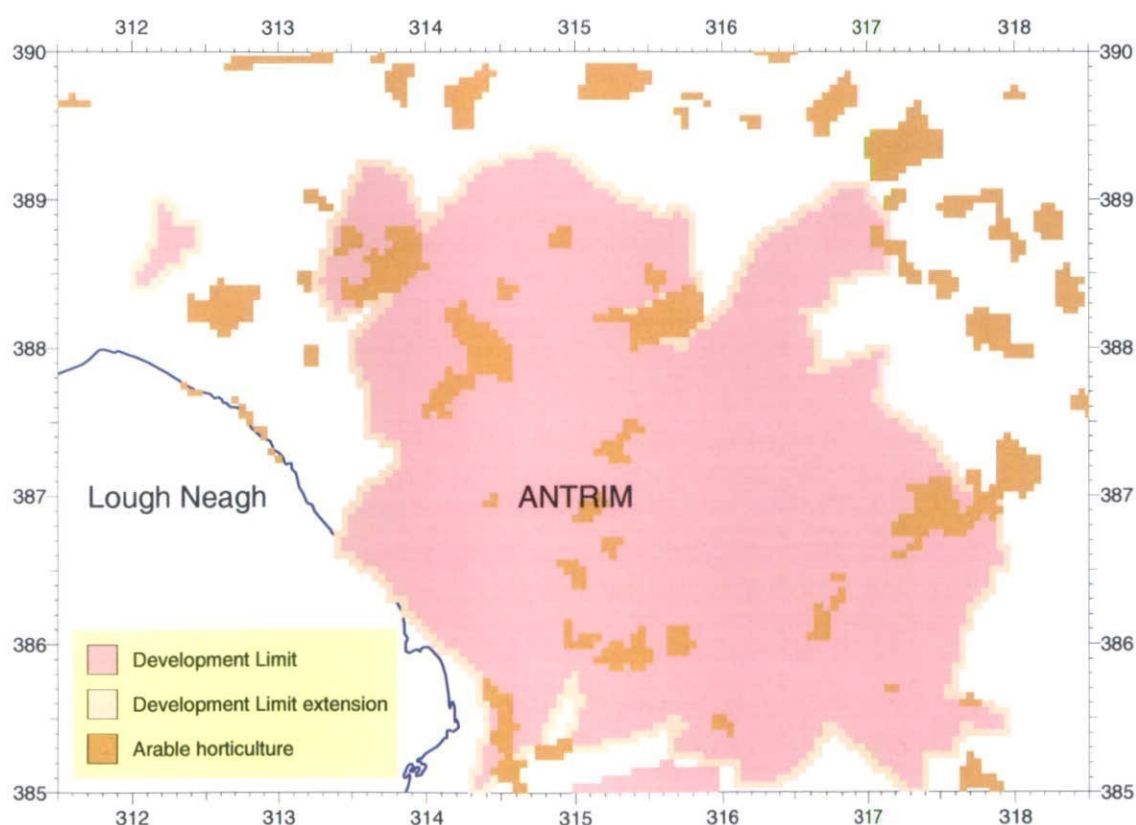 312 313 314 315 316 317 318
390 390
389 389
388 388
387 Lough Neagh ANTRIM 387
386 386
Development Limit
Development Limit extension
Arable horticulture
385 385
312 313 314 315 316 317 318